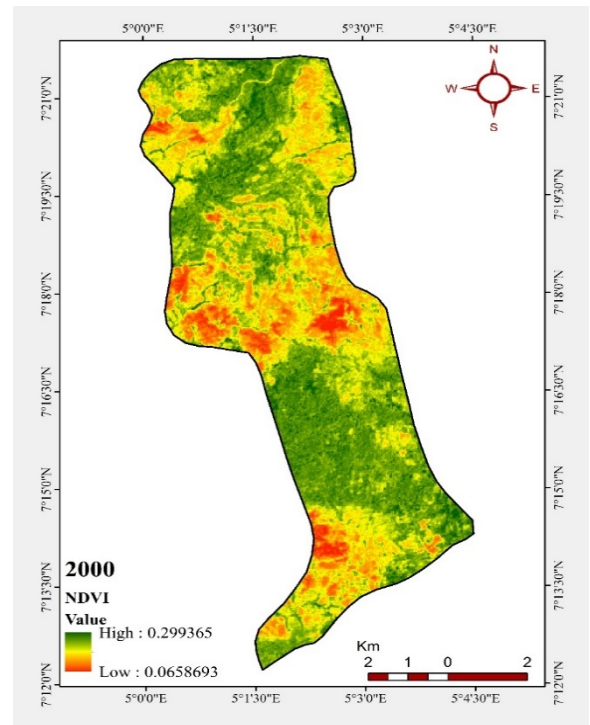 5°0'0"E 5°1'30"E 5°3'0"E 5°4'30"E
N
W E
S
7°21'0"N 7°21'0"N
7°19'30"N 7°19'30"N
7°18'0"N 7°18'0"N
7°16'30"N 7°16'30"N
7°15'0"N 7°15'0"N
7°13'30"N 7°13'30"N
7°12'0"N 7°12'0"N
2000
NDVI
Value
High : 0.299365
Low : 0.0658693
Km
2 1 0 2
5°0'0"E 5°1'30"E 5°3'0"E 5°4'30"E